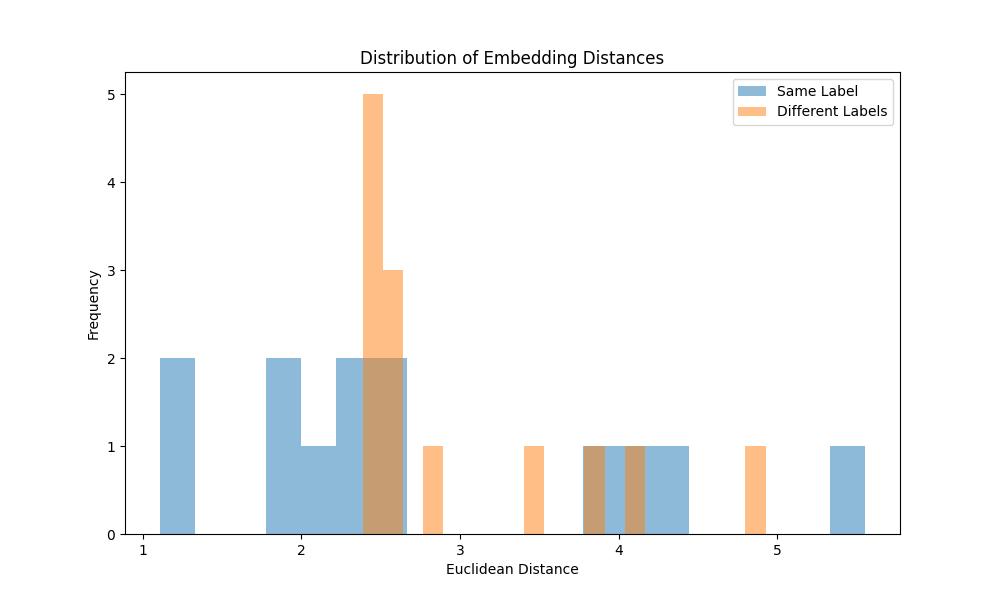 Distribution of Embedding Distances
Same Label
Different Labels
5
4
3
2
1
0
Frequency
1 2 3 4 5
Euclidean Distance